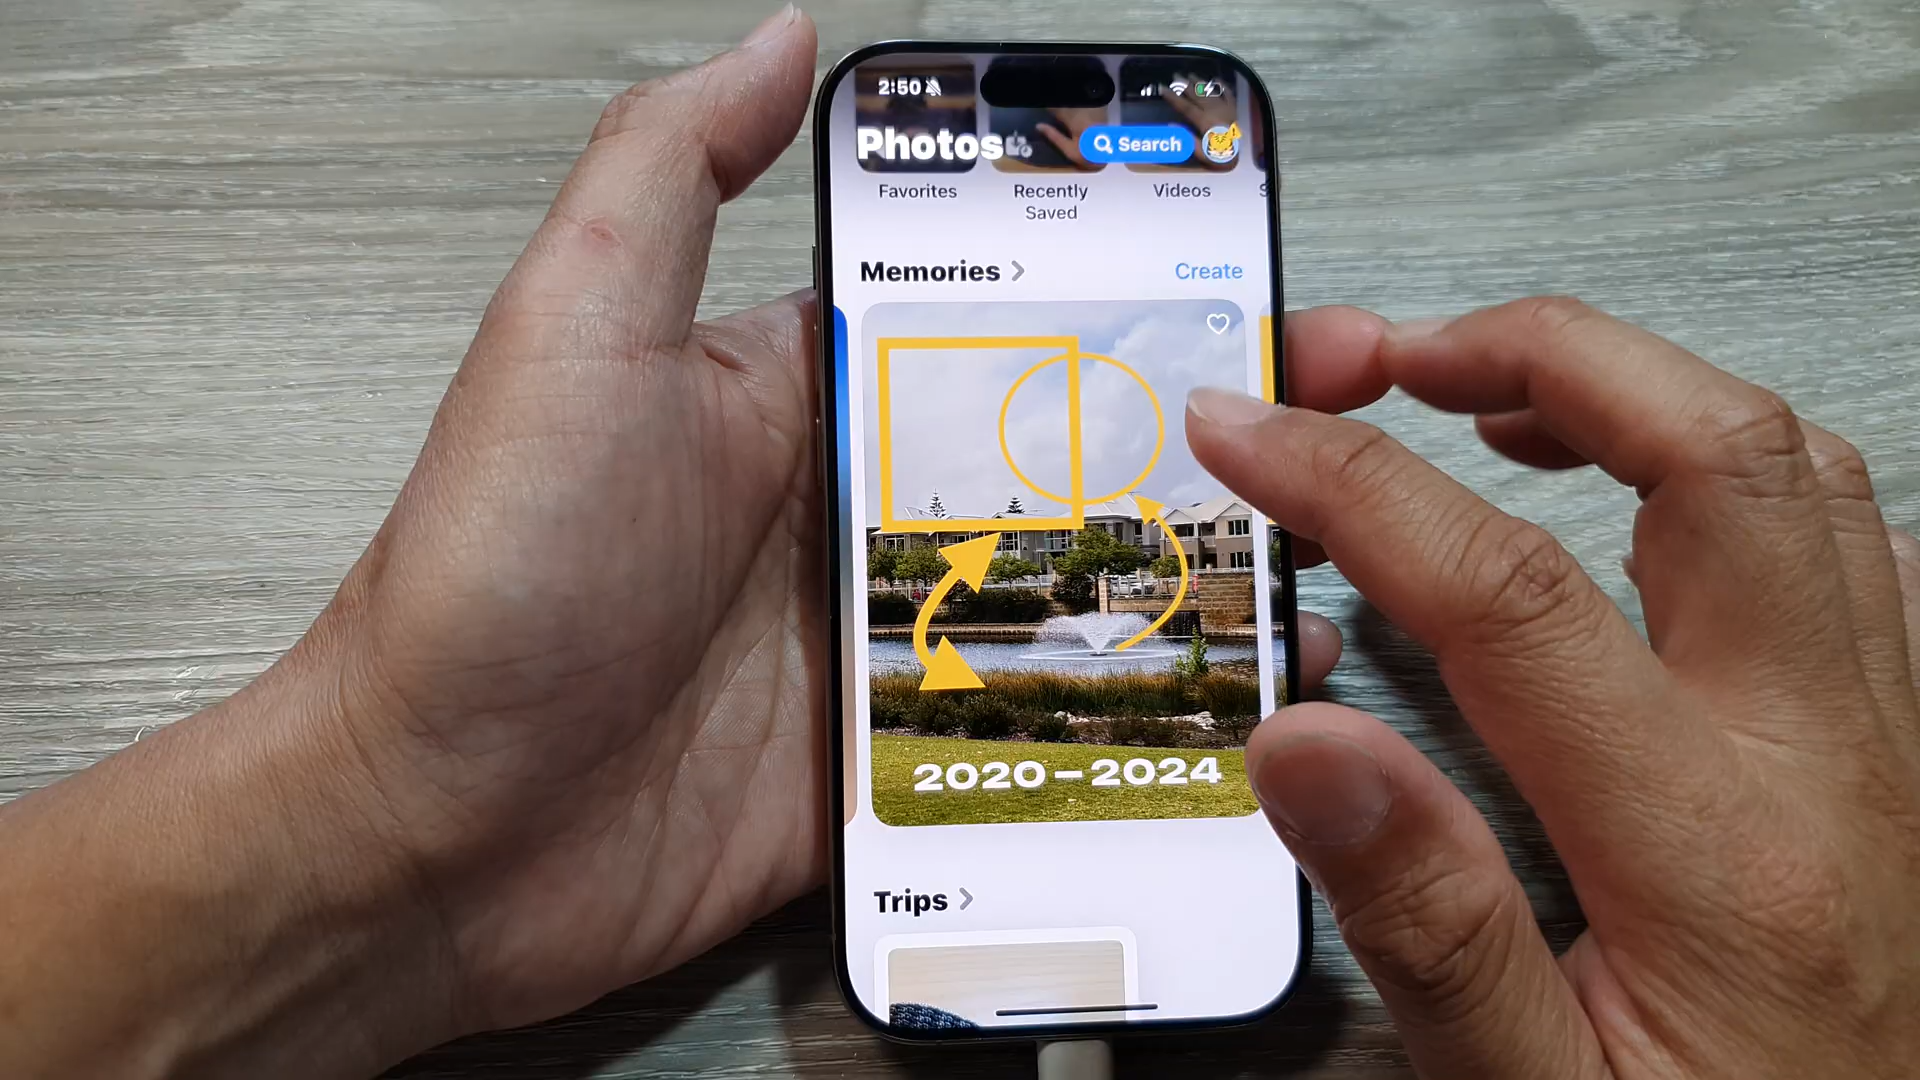 2:50
Photos
Search
Favorites
Recently
Saved
Videos
S
Memories
Create
2020 – 2024
Trips